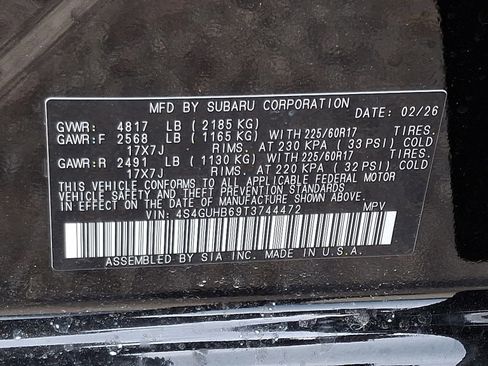 MFD BY SUBARU CORPORATION DATE: 02/26
GVWR: 4817 LB ( 2185 KG)
GAWR:F 2568 LB ( 1165 KG) WITH 225/60R17 TIRES.
17X7J RIMS. AT 230 KPA ( 33 PSI) COLD
GAWR:R 2491 LB ( 1130 KG) WITH 225/60R17 TIRES.
17X7J RIMS. AT 220 KPA ( 32 PSI) COLD
THIS VEHICLE CONFORMS TO ALL APPLICABLE FEDERAL MOTOR
VEHICLE SAFETY AND THEFT PREVENTION STANDARDS
IN EFFECT ON THE DATE OF MANUFACTURE SHOWN ABOVE.
VIN: 4S4GUHB69T3744472 MPV
ASSEMBLED BY SIA INC. MADE IN U.S.A.